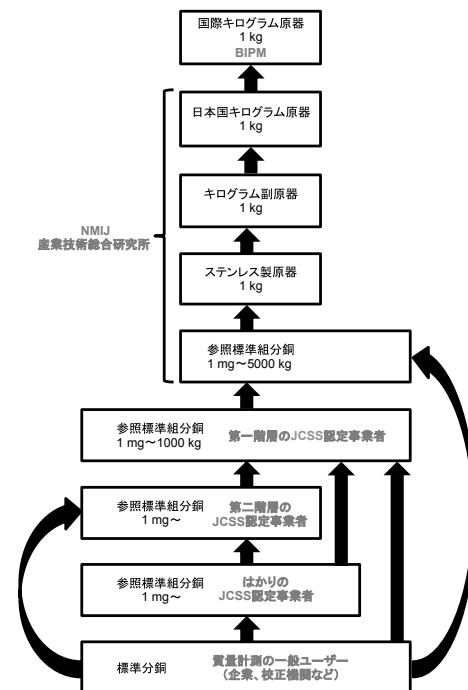 国際キログラム原器
1 kg
BIPM
日本国キログラム原器
1 kg
キログラム副原器
1 kg
NMIJ
産業技術総合研究所
ステンレス製原器
1 kg
参照標準組分銅
1 mg~5000 kg
参照標準組分銅
1 mg~1000 kg
第一階層のJCSS認定事業者
参照標準組分銅
1 mg~
第二階層の
JCSS認定事業者
参照標準組分銅
1 mg~
はかりの
JCSS認定事業者
標準分銅
質量計測の一般ユーザー
(企業、校正機関など)